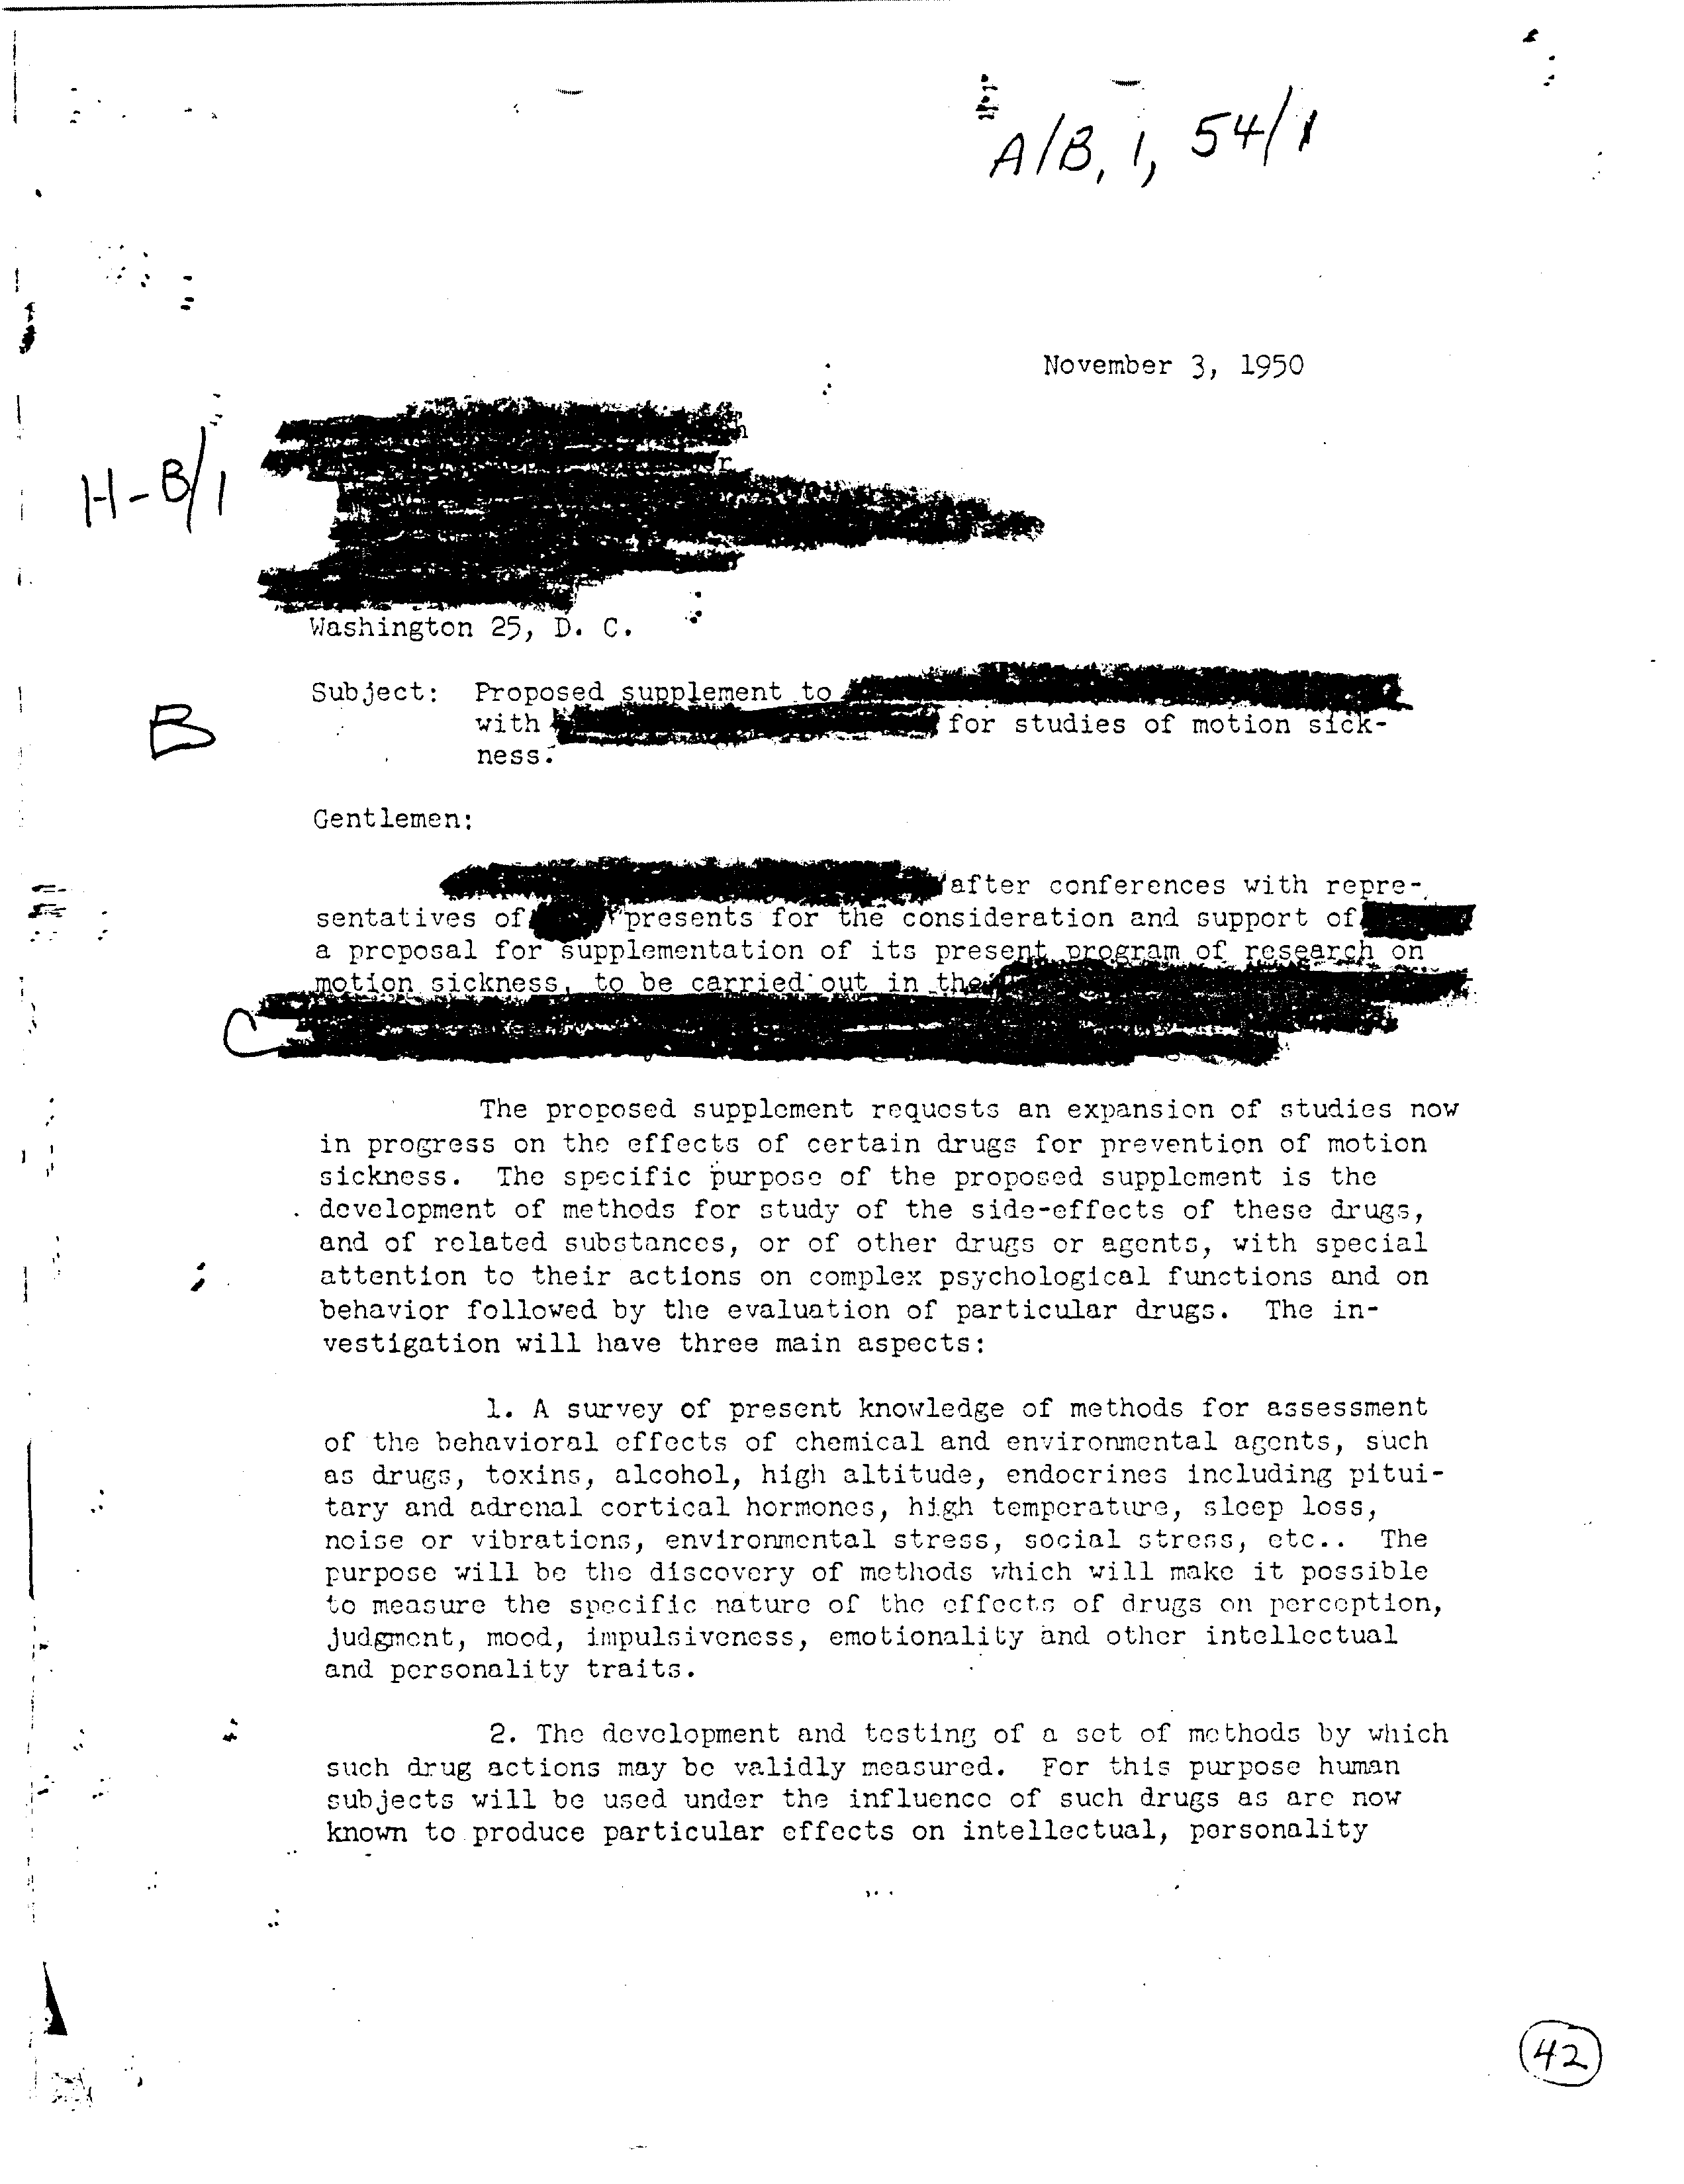 A/B, 1, 54/1
November 3, 1950
H-B/1
Washington 25, D. C.
B
Subject: Proposed supplement to
with for studies of motion sick-
ness.
Gentlemen:
after conferences with repre-
sentatives of presents for the consideration and support of
a proposal for supplementation of its present program of research on
motion sickness, to be carried out in the
C
The proposed supplement requests an expansion of studies now
in progress on the effects of certain drugs for prevention of motion
sickness. The specific purpose of the proposed supplement is the
development of methods for study of the side-effects of these drugs,
and of related substances, or of other drugs or agents, with special
attention to their actions on complex psychological functions and on
behavior followed by the evaluation of particular drugs. The in-
vestigation will have three main aspects:
1. A survey of present knowledge of methods for assessment
of the behavioral effects of chemical and environmental agents, such
as drugs, toxins, alcohol, high altitude, endocrines including pitui-
tary and adrenal cortical hormones, high temperature, sleep loss,
noise or vibrations, environmental stress, social stress, etc.. The
purpose will be the discovery of methods which will make it possible
to measure the specific nature of the effects of drugs on perception,
judgment, mood, impulsiveness, emotionality and other intellectual
and personality traits.
2. The development and testing of a set of methods by which
such drug actions may be validly measured. For this purpose human
subjects will be used under the influence of such drugs as are now
known to produce particular effects on intellectual, personality
42